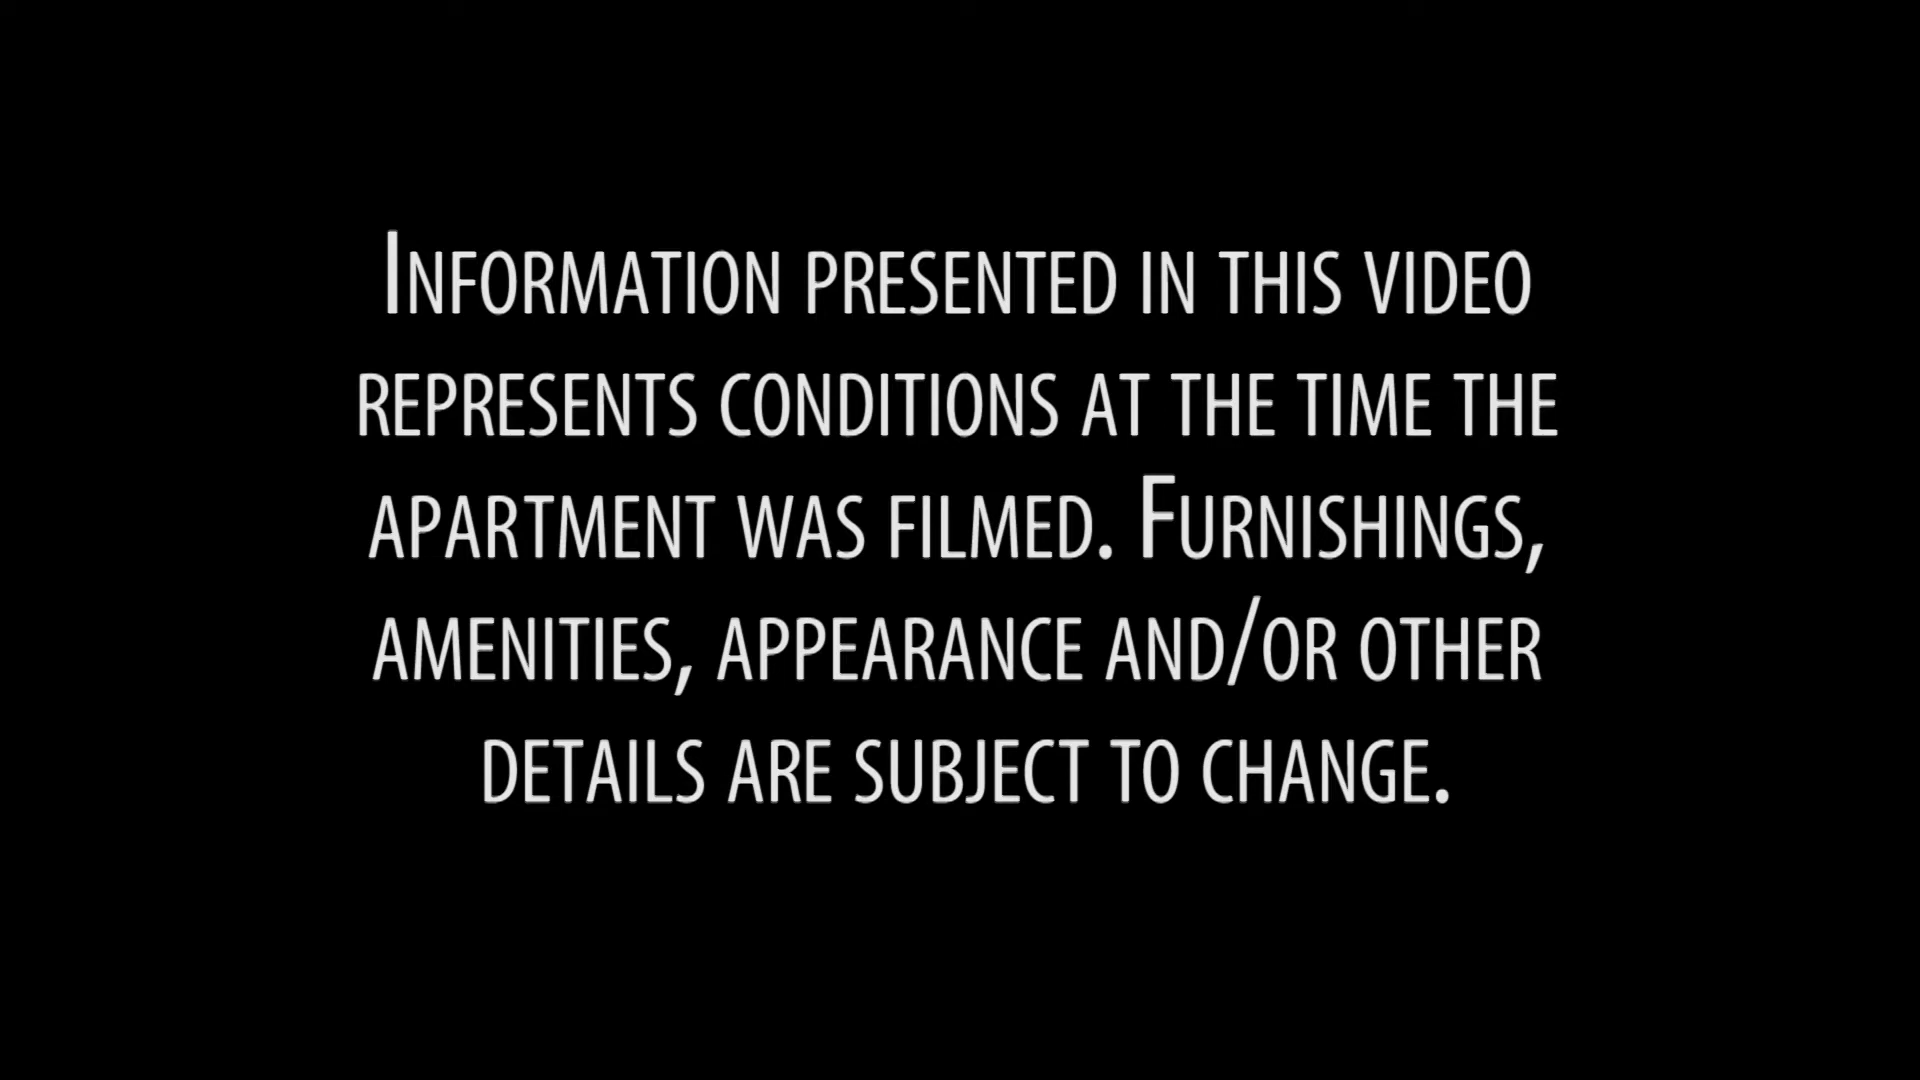 Information presented in this video
represents conditions at the time the
apartment was filmed. Furnishings,
amenities, appearance and/or other
details are subject to change.